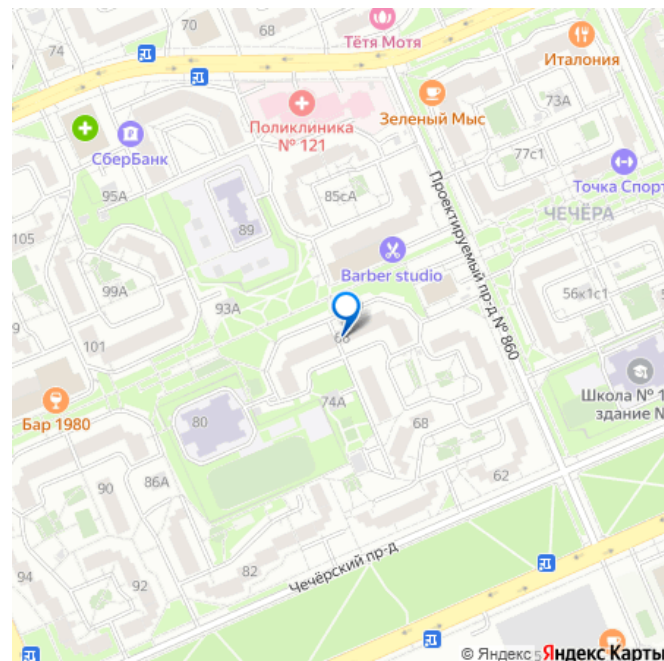 70
68
74
Тётя Мотя
Италония
Поликлиника
№ 121
Зеленый Мыс
73А
СберБанк
77с1
Точка Спорт
95А
85сА
ЧЕЧЁРА
89
105
Barber studio
Проектируемый пр-д № 860
99А
93А
56к1с1
101
Школа № 1
здание №
Бар 1980
80
74А
68
90
86А
62
Чечёрский пр-д
94
92
82
© Яндекс
Яндекс Карты